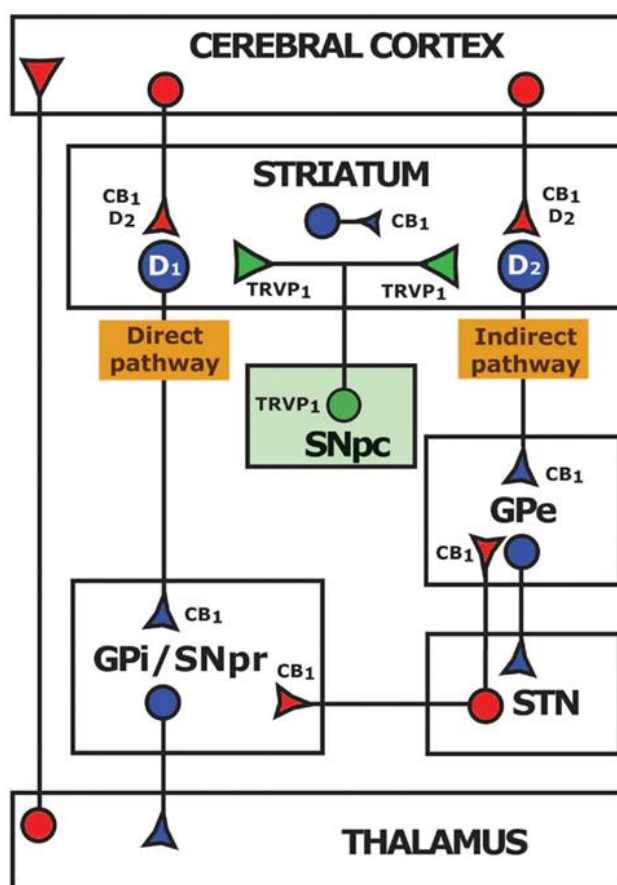 CEREBRAL CORTEX
STRIATUM
CB1
D2
CB1
CB1
D2
D1
D2
TRVP1
TRVP1
Direct
pathway
Indirect
pathway
TRVP1
SNpc
CB1
GPe
CB1
CB1
GPi/SNpr
CB1
STN
THALAMUS